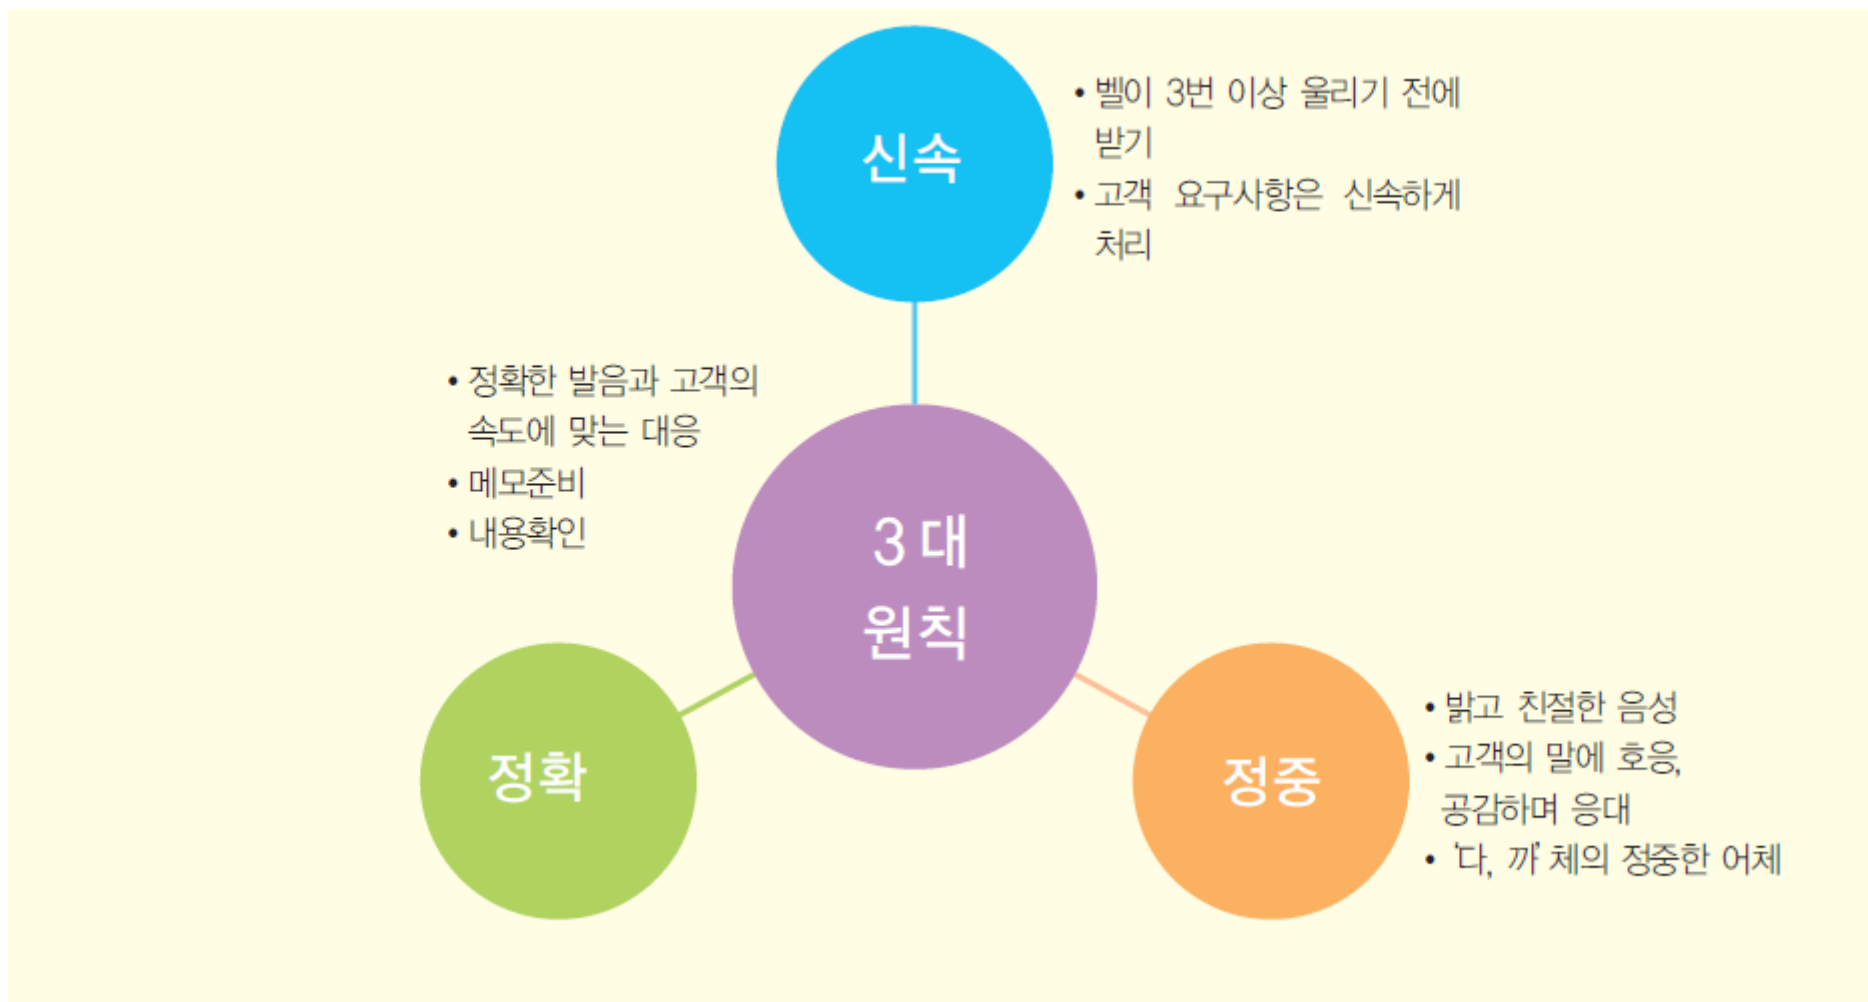 신속
• 벨이 3번 이상 울리기 전에
받기
• 고객 요구사항은 신속하게
처리
• 정확한 발음과 고객의
속도에 맞는 대응
• 메모준비
• 내용확인
3대
원칙
정확
정중
• 밝고 친절한 음성
• 고객의 말에 호응,
공감하며 응대
• ‘다, 까’ 체의 정중한 어체